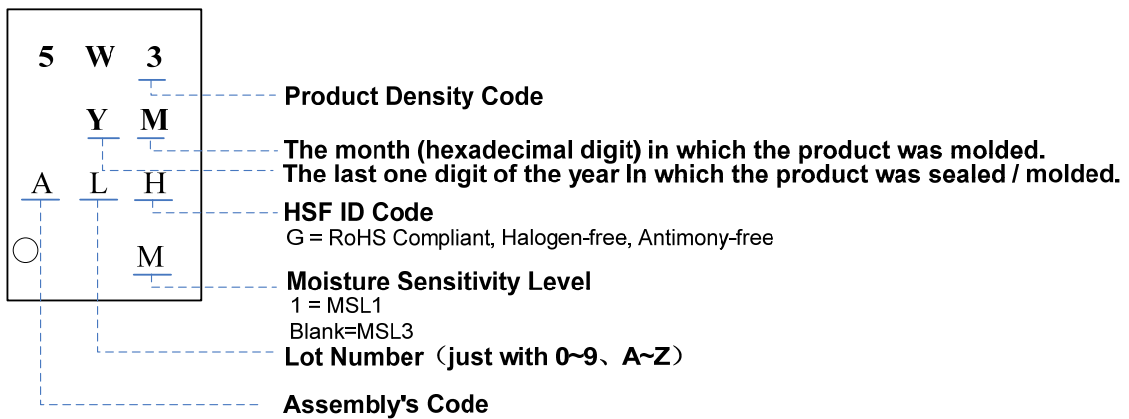 5 W 3
Product Density Code
Y M
The month (hexadecimal digit) in which the product was molded.
The last one digit of the year In which the product was sealed / molded.
A L H
HSF ID Code
G = RoHS Compliant, Halogen-free, Antimony-free
M
Moisture Sensitivity Level
1 = MSL1
Blank=MSL3
Lot Number（just with 0~9、A~Z）
Assembly's Code